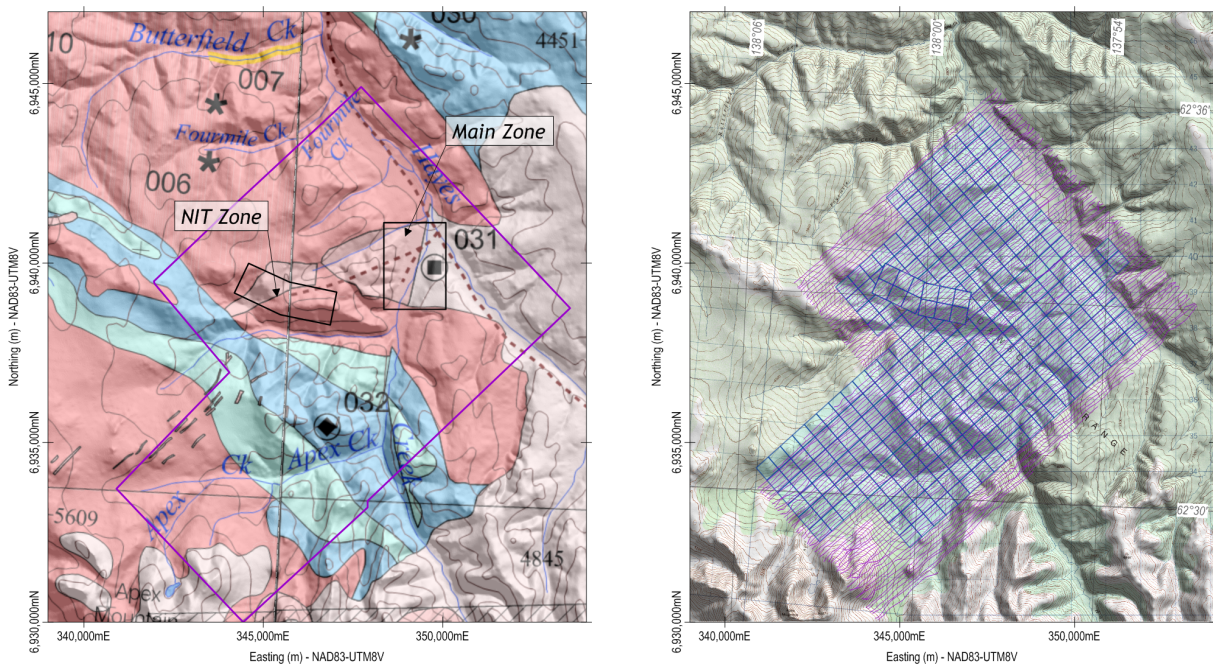 030
4451
10
Butterfield Ck
007
Fourmile Ck
Fourmile
Ck
Hayes
006
Main Zone
NIT Zone
031
032
Apex Ck
Creek
Ck
Apex
-5609
4845
Apex
Mountain
6,945,000mN
6,940,000mN
6,935,000mN
6,930,000mN
Northing (m) - NAD83-UTM8V
340,000mE
345,000mE
350,000mE
Easting (m) - NAD83-UTM8V
138°06'
138°00'
137°54'
62°36'
62°30'
RANGE
6,945,000mN
6,940,000mN
6,935,000mN
6,930,000mN
Northing (m) - NAD83-UTM8V
340,000mE
345,000mE
350,000mE
Easting (m) - NAD83-UTM8V